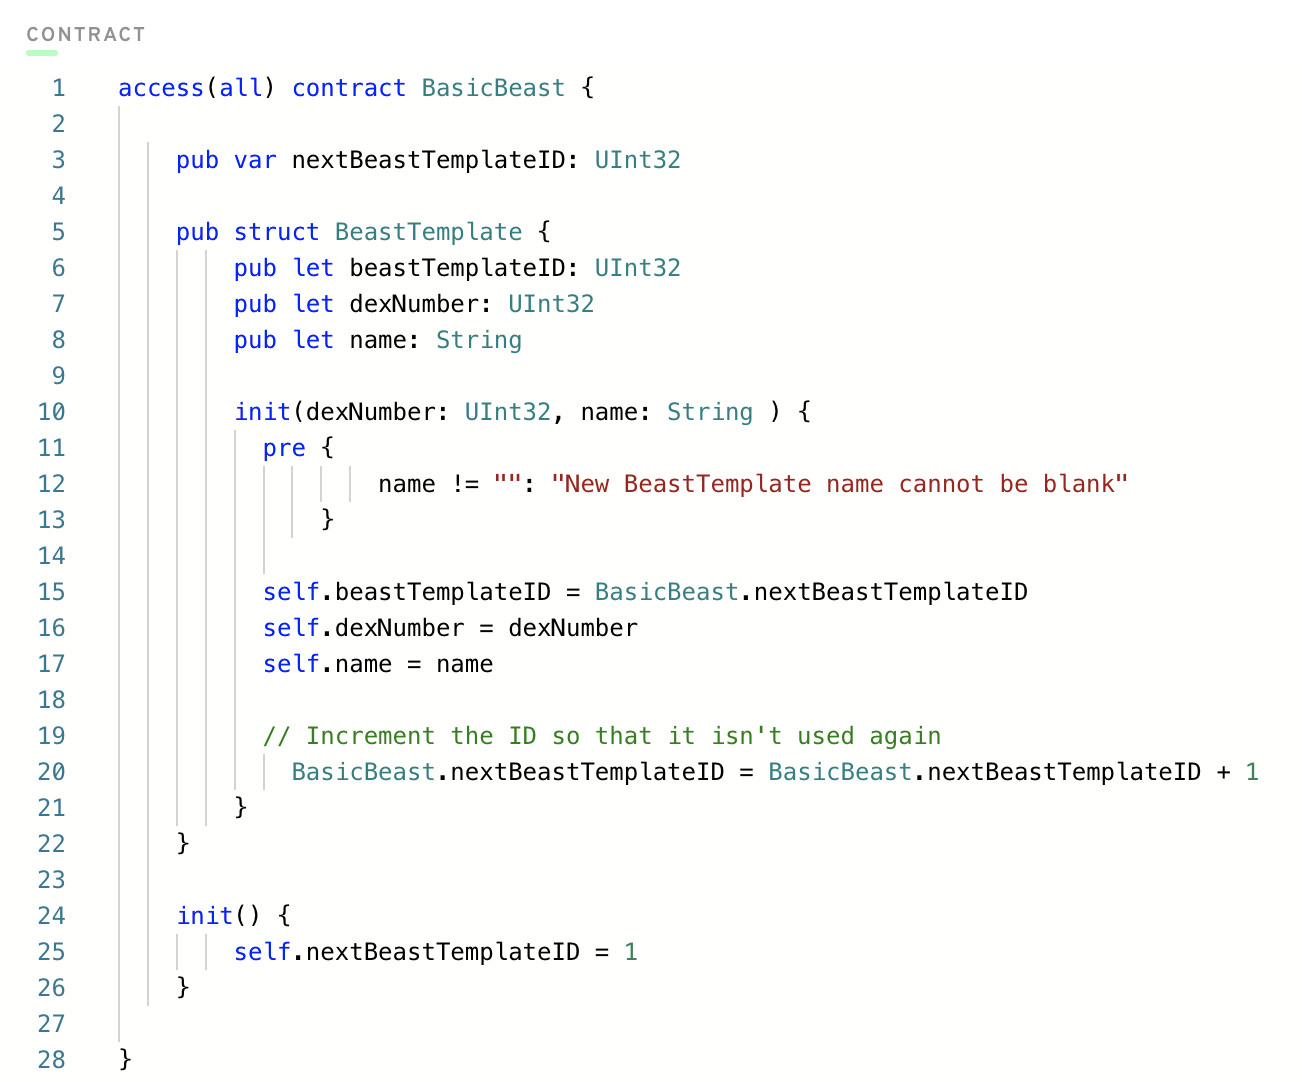 CONTRACT
1 access(all) contract BasicBeast {
2
3 pub var nextBeastTemplateID: UInt32
4
5 pub struct BeastTemplate {
6 pub let beastTemplateID: UInt32
7 pub let dexNumber: UInt32
8 pub let name: String
9
10 init(dexNumber: UInt32, name: String ) {
11 pre {
12 name != "": "New BeastTemplate name cannot be blank"
13 }
14
15 self.beastTemplateID = BasicBeast.nextBeastTemplateID
16 self.dexNumber = dexNumber
17 self.name = name
18
19 // Increment the ID so that it isn't used again
20 BasicBeast.nextBeastTemplateID = BasicBeast.nextBeastTemplateID + 1
21 }
22 }
23
24 init() {
25 self.nextBeastTemplateID = 1
26 }
27
28 }